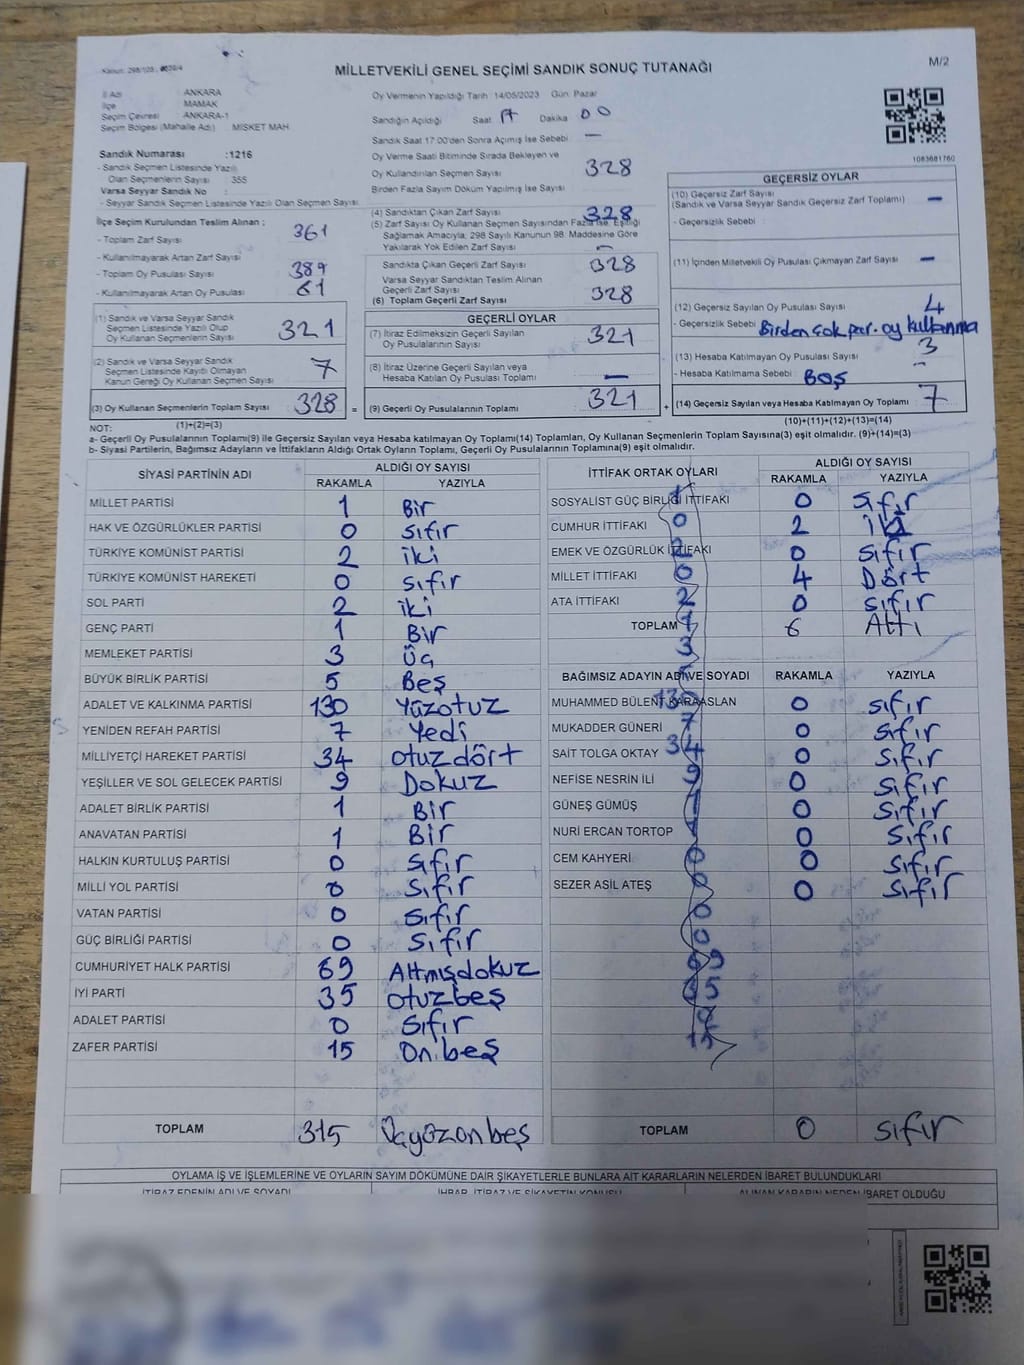 Kanun: 298/105, 2839/4
MİLLETVEKİLİ GENEL SEÇİMİ SANDIK SONUÇ TUTANAĞI
M/2
İl Adı : ANKARA
İlçe : MAMAK
Seçim Çevresi : ANKARA-1
Seçim Bölgesi (Mahalle Adı) : MİSKET MAH
Sandık Numarası :1216
- Sandık Seçmen Listesinde Yazılı
Olan Seçmenlerin Sayısı : 355
Varsa Seyyar Sandık No :
- Seyyar Sandık Seçmen Listesinde Yazılı Olan Seçmen Sayısı
İlçe Seçim Kurulundan Teslim Alınan ;
- Toplam Zarf Sayısı 361
- Kullanılmayarak Artan Zarf Sayısı
- Toplam Oy Pusulası Sayısı 389
- Kullanılmayarak Artan Oy Pusulası 61
(1) Sandık ve Seyyar Sandık
Seçmen Listesinde Yazılı Olup
Oy Kullanan Seçmenlerin Sayısı 321
(2) Sandık ve Varsa Seyyar Sandık
Seçmen Listesinde Kayıtlı Olmayan
Kanun Gereği Oy Kullanan Seçmen Sayısı 7
(3) Oy Kullanan Seçmenlerin Toplam Sayısı 328
(1)+(2)=(3)
Oy Vermenin Yapıldığı Tarih 14/05/2023 Gün: Pazar
Sandığın Açıldığı Saat 17 Dakika 00
Sandık Saat 17:00'den Sonra Açımış İse Sebebi : —
Oy Verme Saati Bitiminde Sırada Bekleyen ve
Oy Kullandırılan Seçmen Sayısı 328
Birden Fazla Sayım Döküm Yapılmış İse Sayısı
(4) Sandıktan Çıkan Zarf Sayısı 328
(5) Zarf Sayısı Oy Kullanan Seçmen Sayısından Fazla İse, Eşitliği
Sağlamak Amacıyla, 298 Sayılı Kanunun 98. Maddesine Göre
Yakılarak Yok Edilen Zarf Sayısı —
Sandıkta Çıkan Geçerli Zarf Sayısı 328
Varsa Seyyar Sandıktan Teslim Alınan
Geçerli Zarf Sayısı
(6) Toplam Geçerli Zarf Sayısı 328
GEÇERLİ OYLAR
(7) İtiraz Edilmeksizin Geçerli Sayılan
Oy Pusulalarının Sayısı 321
(8) İtiraz Üzerine Geçerli Sayılan veya
Hesaba Katılan Oy Pusulası Toplamı —
= (9) Geçerli Oy Pusulalarının Toplamı 321 +
1083681760
GEÇERSİZ OYLAR
(10) Geçersiz Zarf Sayısı
(Sandık ve Varsa Seyyar Sandık Geçersiz Zarf Toplamı) —
- Geçersizlik Sebebi :
(11) İçinden Milletvekili Oy Pusulası Çıkmayan Zarf Sayısı —
(12) Geçersiz Sayılan Oy Pusulası Sayısı 4
- Geçersizlik Sebebi Birden çok par. oy kullanma
(13) Hesaba Katılmayan Oy Pusulası Sayısı 3
- Hesaba Katılmama Sebebi : BOŞ
(14) Geçersiz Sayılan veya Hesaba Katılmayan Oy Toplamı 7
(10)+(11)+(12)+(13)=(14)
NOT:
a- Geçerli Oy Pusulalarının Toplamı(9) ile Geçersiz Sayılan veya Hesaba katılmayan Oy Toplamı(14) Toplamları, Oy Kullanan Seçmenlerin Toplam Sayısına(3) eşit olmalıdır. (9)+(14)=(3)
b- Siyasi Partilerin, Bağımsız Adayların ve İttifakların Aldığı Ortak Oyların Toplamı, Geçerli Oy Pusulalarının Toplamına(9) eşit olmalıdır.
SİYASİ PARTİNİN ADI ALDIĞI OY SAYISI
RAKAMLA YAZIYLA
MİLLET PARTİSİ 1 Bir
HAK VE ÖZGÜRLÜKLER PARTİSİ 0 sıfır
TÜRKİYE KOMÜNİST PARTİSİ 2 iki
TÜRKİYE KOMÜNİST HAREKETİ 0 sıfır
SOL PARTİ 2 iki
GENÇ PARTİ 1 Bir
MEMLEKET PARTİSİ 3 üç
BÜYÜK BİRLİK PARTİSİ 5 Beş
ADALET VE KALKINMA PARTİSİ 130 Yüzotuz
YENİDEN REFAH PARTİSİ 7 Yedi
MİLLİYETÇİ HAREKET PARTİSİ 34 otuzdört
YEŞİLLER VE SOL GELECEK PARTİSİ 9 Dokuz
ADALET BİRLİK PARTİSİ 1 Bir
ANAVATAN PARTİSİ 1 Bir
HALKIN KURTULUŞ PARTİSİ 0 sıfır
MİLLİ YOL PARTİSİ 0 sıfır
VATAN PARTİSİ 0 sıfır
GÜÇ BİRLİĞİ PARTİSİ 0 sıfır
CUMHURİYET HALK PARTİSİ 69 Altmışdokuz
İYİ PARTİ 35 otuzbeş
ADALET PARTİSİ 0 sıfır
ZAFER PARTİSİ 15 Onbeş
TOPLAM 315 Üçyüzonbeş
İTTİFAK ORTAK OYLARI ALDIĞI OY SAYISI
RAKAMLA YAZIYLA
SOSYALİST GÜÇ BİRLİĞİ İTTİFAKI 0 sıfır
CUMHUR İTTİFAKI 2 iki
EMEK VE ÖZGÜRLÜK İTTİFAKI 0 sıfır
MİLLET İTTİFAKI 4 Dört
ATA İTTİFAKI 0 sıfır
TOPLAM 6 Altı
BAĞIMSIZ ADAYIN ADI VE SOYADI RAKAMLA YAZIYLA
MUHAMMED BÜLENT KARAASLAN 0 sıfır
MUKADDER GÜNERİ 0 sıfır
SAİT TOLGA OKTAY 0 sıfır
NEFİSE NESRİN İLİ 0 sıfır
GÜNEŞ GÜMÜŞ 0 sıfır
NURİ ERCAN TORTOP 0 sıfır
CEM KAHYERİ 0 sıfır
SEZER ASİL ATEŞ 0 sıfır
TOPLAM 0 sıfır
OYLAMA İŞ VE İŞLEMLERİNE VE OYLARIN SAYIM DÖKÜMÜNE DAİR ŞİKAYETLERLE BUNLARA AİT KARARLARIN NELERDEN İBARET BULUNDUKLARI
İTİRAZ EDENİN ADI VE SOYADI İHBAR, İTİRAZ VE ŞİKAYETİN KONUSU ALINAN KARARIN NEDEN İBARET OLDUĞU